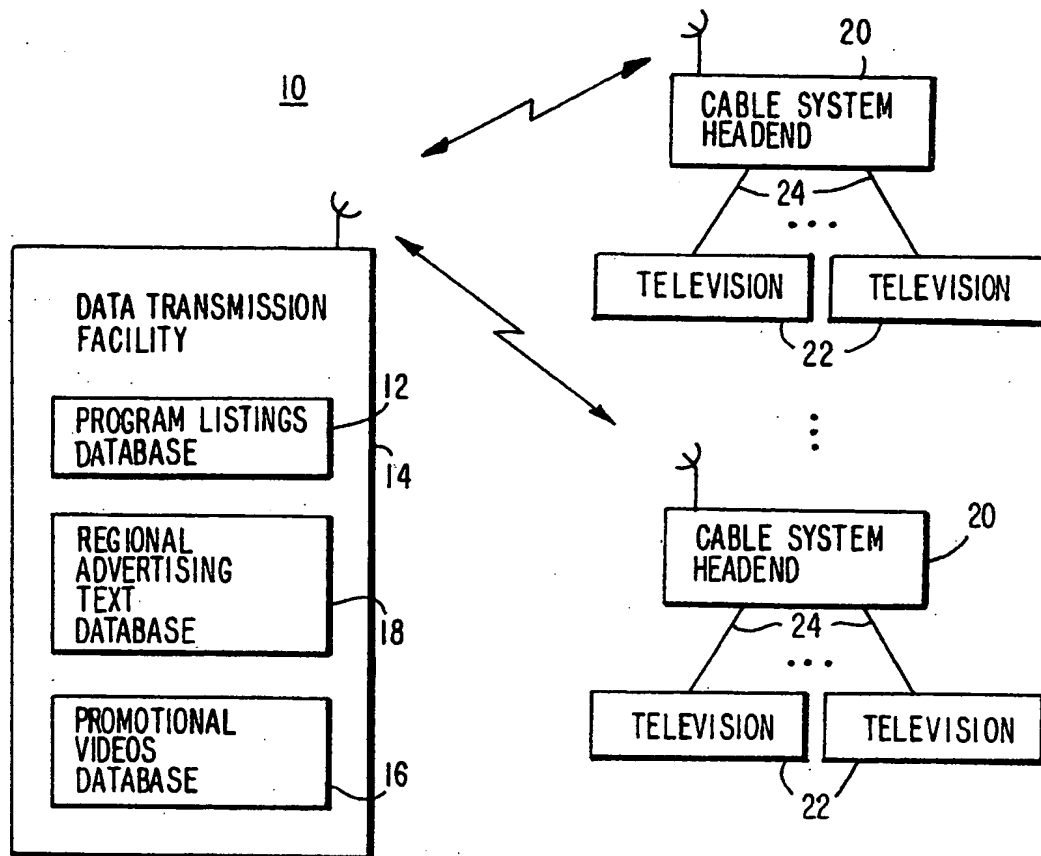 10
DATA TRANSMISSION
FACILITY
12
PROGRAM LISTINGS
DATABASE
14
REGIONAL
ADVERTISING
TEXT
DATABASE
18
PROMOTIONAL
VIDEOS
DATABASE
16
20
CABLE SYSTEM
HEADEND
24
TELEVISION
TELEVISION
22
20
CABLE SYSTEM
HEADEND
24
TELEVISION
TELEVISION
22